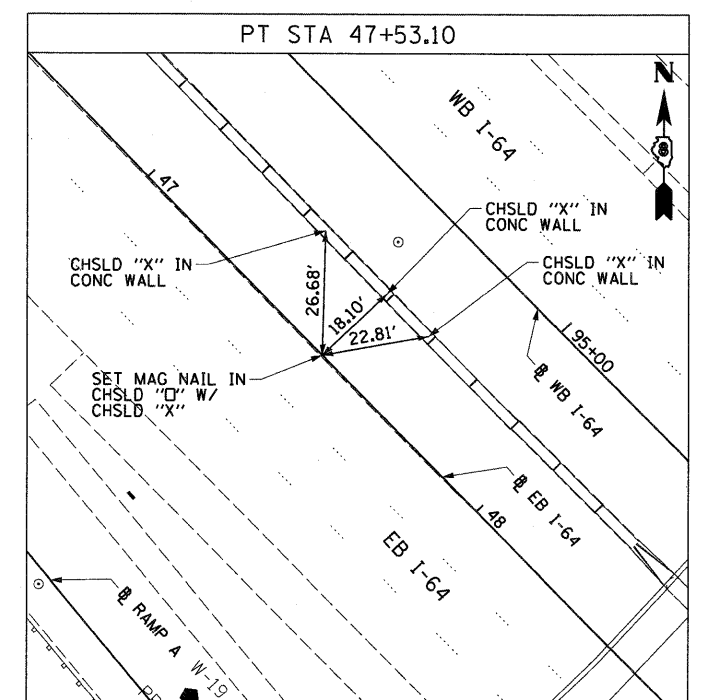 PT STA 47+53.10
N
8
WB I-64
47
CHSLD "X" IN
CONC WALL
CHSLD "X" IN
CONC WALL
CHSLD "X" IN
CONC WALL
26.68'
18.10'
22.81'
95+00
SET MAG NAIL IN
CHSLD "□" W/
CHSLD "X"
℄ WB I-64
℄ EB I-64
48
EB I-64
℄ RAMP A
W-19